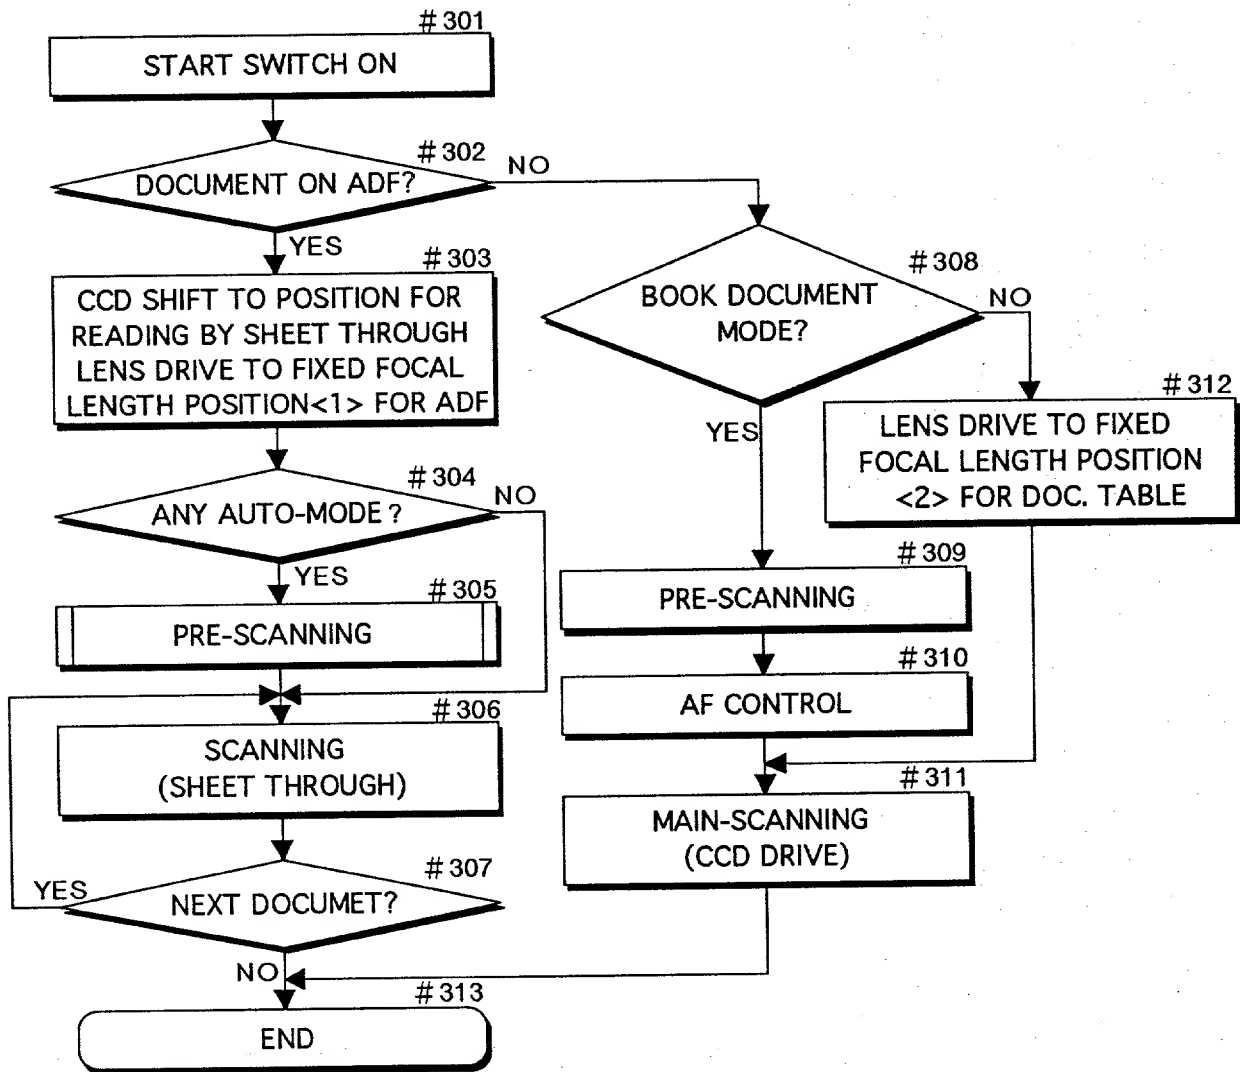 #301
START SWITCH ON
#302
DOCUMENT ON ADF?
NO
YES
#303
CCD SHIFT TO POSITION FOR
READING BY SHEET THROUGH
LENS DRIVE TO FIXED FOCAL
LENGTH POSITION<1> FOR ADF
#304
ANY AUTO-MODE?
NO
YES
#305
PRE-SCANNING
#306
SCANNING
(SHEET THROUGH)
#307
NEXT DOCUMET?
YES
NO
#308
BOOK DOCUMENT
MODE?
NO
YES
#312
LENS DRIVE TO FIXED
FOCAL LENGTH POSITION
<2> FOR DOC. TABLE
#309
PRE-SCANNING
#310
AF CONTROL
#311
MAIN-SCANNING
(CCD DRIVE)
#313
END